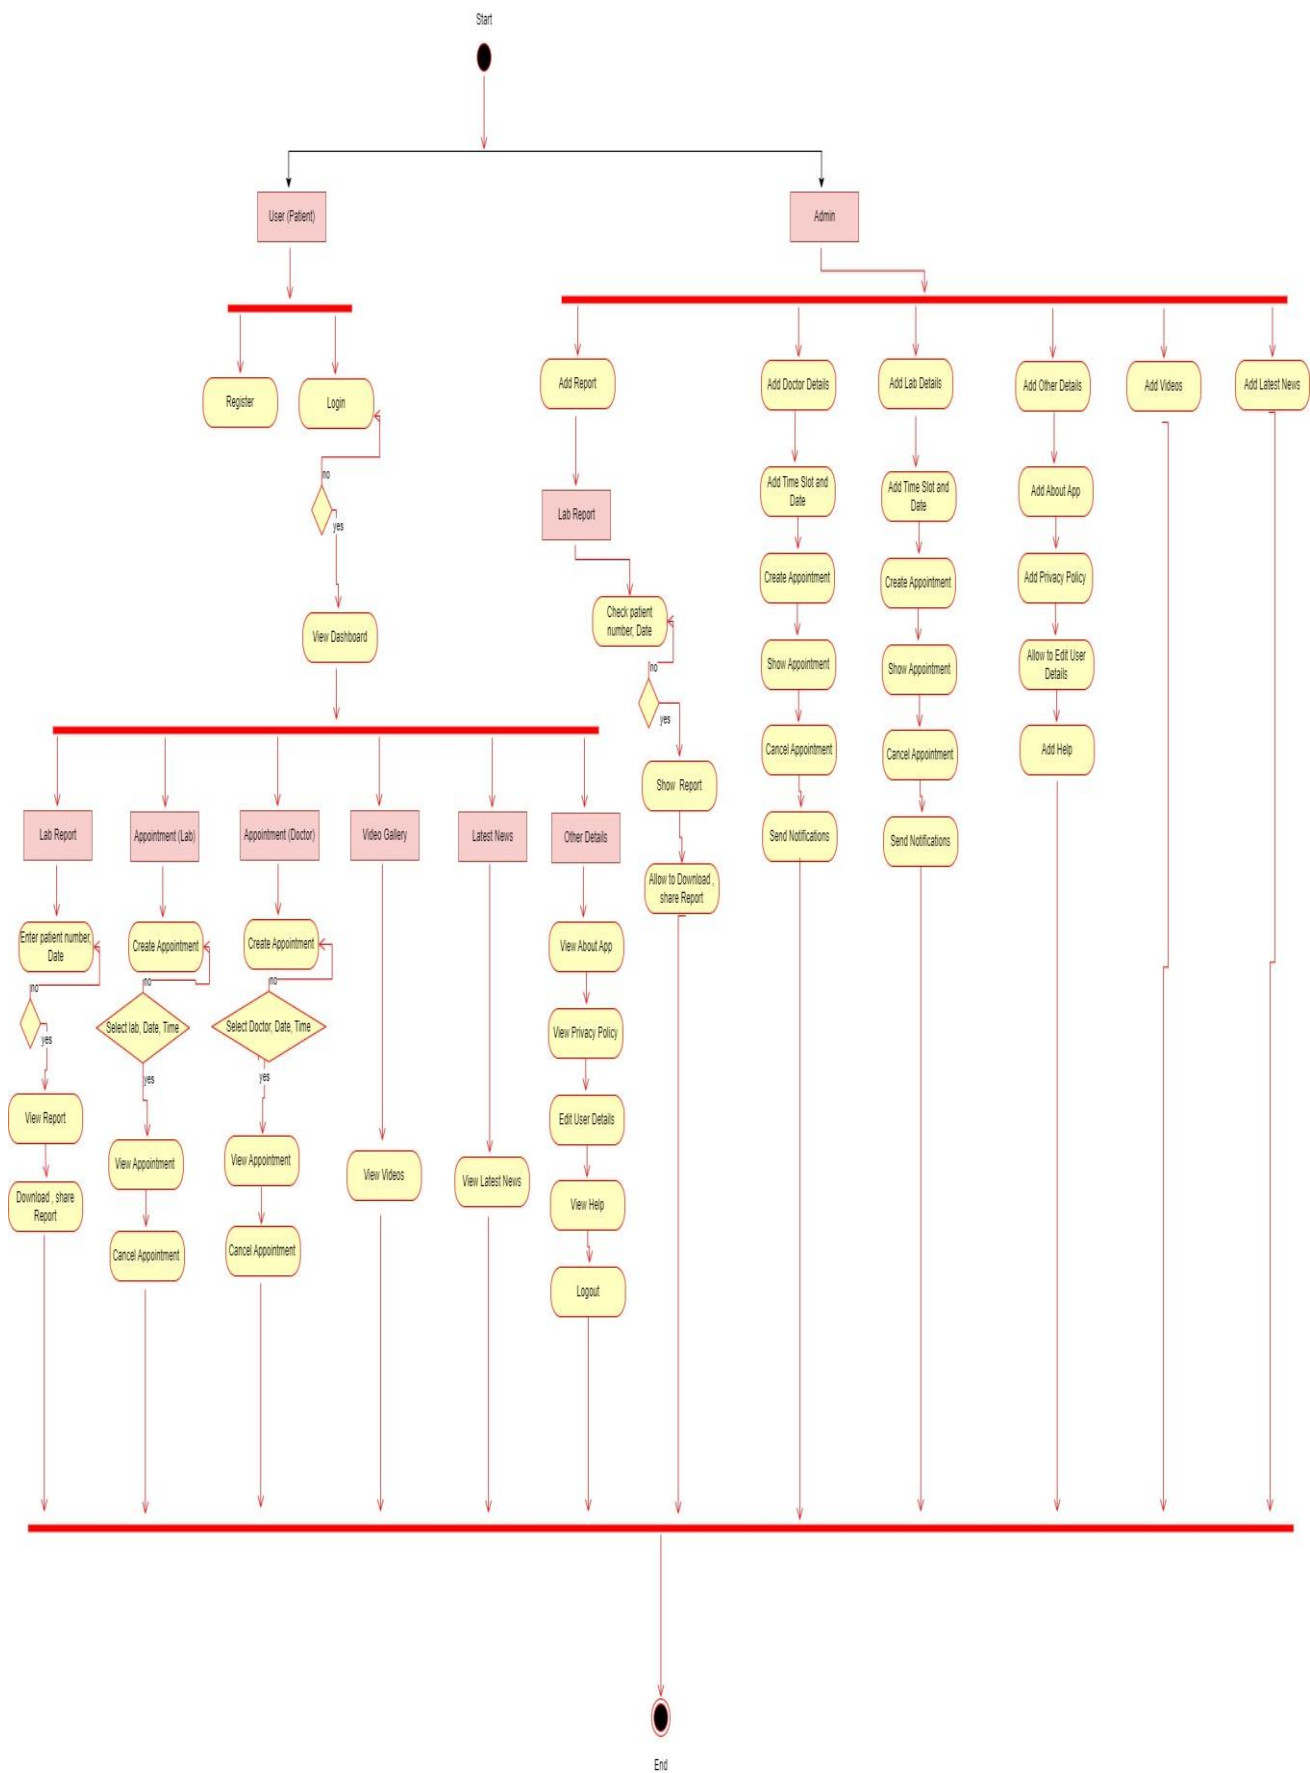 Start
User (Patient)
Admin
Register
Login
no
yes
View Dashboard
Add Report
Lab Report
Check patient
number, Date
no
yes
Show Report
Allow to Download ,
share Report
Add Doctor Details
Add Time Slot and
Date
Create Appointment
Show Appointment
Cancel Appointment
Send Notifications
Add Lab Details
Add Time Slot and
Date
Create Appointment
Show Appointment
Cancel Appointment
Send Notifications
Add Other Details
Add About App
Add Privacy Policy
Allow to Edit User
Details
Add Help
Add Videos
Add Latest News
Lab Report
Enter patient number,
Date
no
yes
View Report
Download , share
Report
Appointment (Lab)
Create Appointment
no
Select lab, Date, Time
yes
View Appointment
Cancel Appointment
Appointment (Doctor)
Create Appointment
no
Select Doctor, Date, Time
yes
View Appointment
Cancel Appointment
Video Gallery
View Videos
Latest News
View Latest News
Other Details
View About App
View Privacy Policy
Edit User Details
View Help
Logout
End